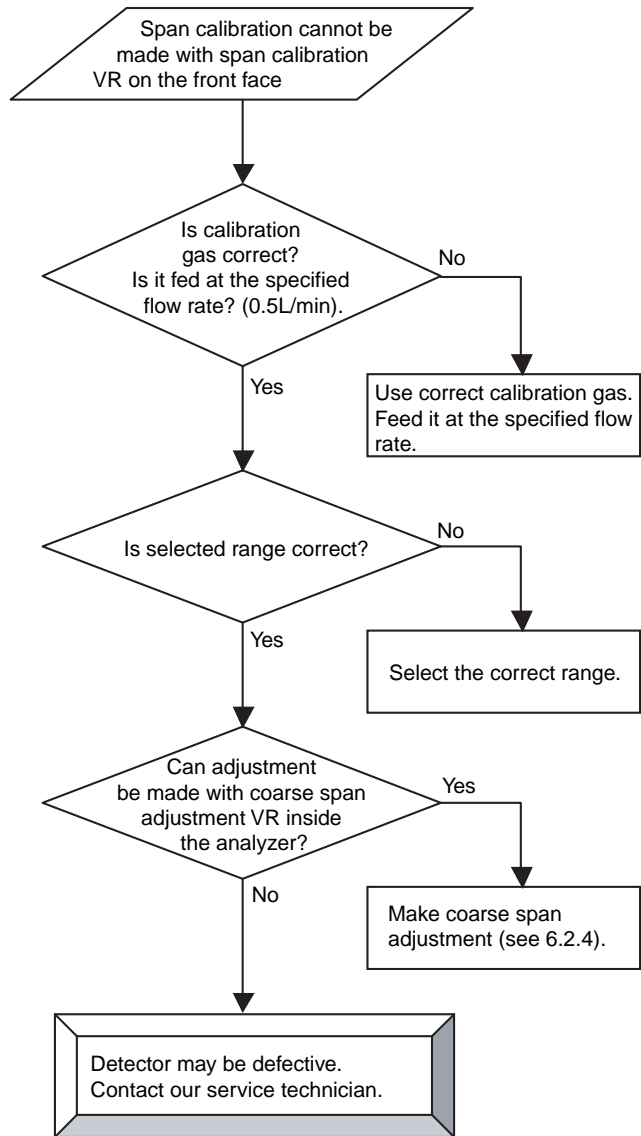 Span calibration cannot be
made with span calibration
VR on the front face
Is calibration
gas correct?
Is it fed at the specified
flow rate? (0.5L/min).
No
Yes
Use correct calibration gas.
Feed it at the specified flow
rate.
Is selected range correct?
No
Yes
Select the correct range.
Can adjustment
be made with coarse span
adjustment VR inside
the analyzer?
Yes
No
Make coarse span
adjustment (see 6.2.4).
Detector may be defective.
Contact our service technician.